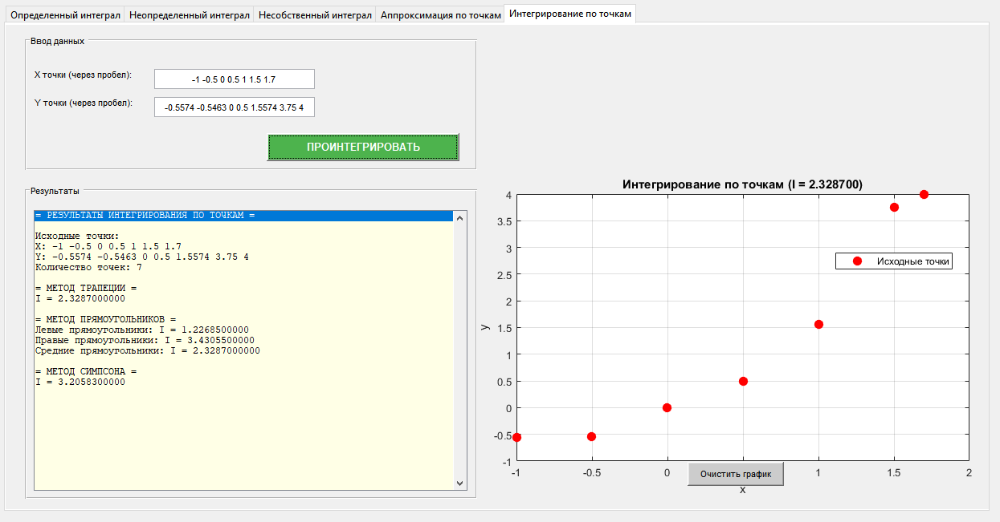 Определенный интеграл Неопределенный интеграл Несобственный интеграл Аппроксимация по точкам Интегрирование по точкам
Ввод данных
X точки (через пробел): -1 -0.5 0 0.5 1 1.5 1.7
Y точки (через пробел): -0.5574 -0.5463 0 0.5 1.5574 3.75 4
ПРОИНТЕГРИРОВАТЬ
Результаты
= РЕЗУЛЬТАТЫ ИНТЕГРИРОВАНИЯ ПО ТОЧКАМ =
Исходные точки:
X: -1 -0.5 0 0.5 1 1.5 1.7
Y: -0.5574 -0.5463 0 0.5 1.5574 3.75 4
Количество точек: 7
= МЕТОД ТРАПЕЦИИ =
I = 2.3287000000
= МЕТОД ПРЯМОУГОЛЬНИКОВ =
Левые прямоугольники: I = 1.2268500000
Правые прямоугольники: I = 3.4305500000
Средние прямоугольники: I = 2.3287000000
= МЕТОД СИМПСОНА =
I = 3.2058300000
Интегрирование по точкам (I = 2.328700)
4
3.5
3
2.5
2
1.5
1
0.5
0
-0.5
-1
y
Исходные точки
-1 -0.5 0 1 1.5 2
Очистить график
x